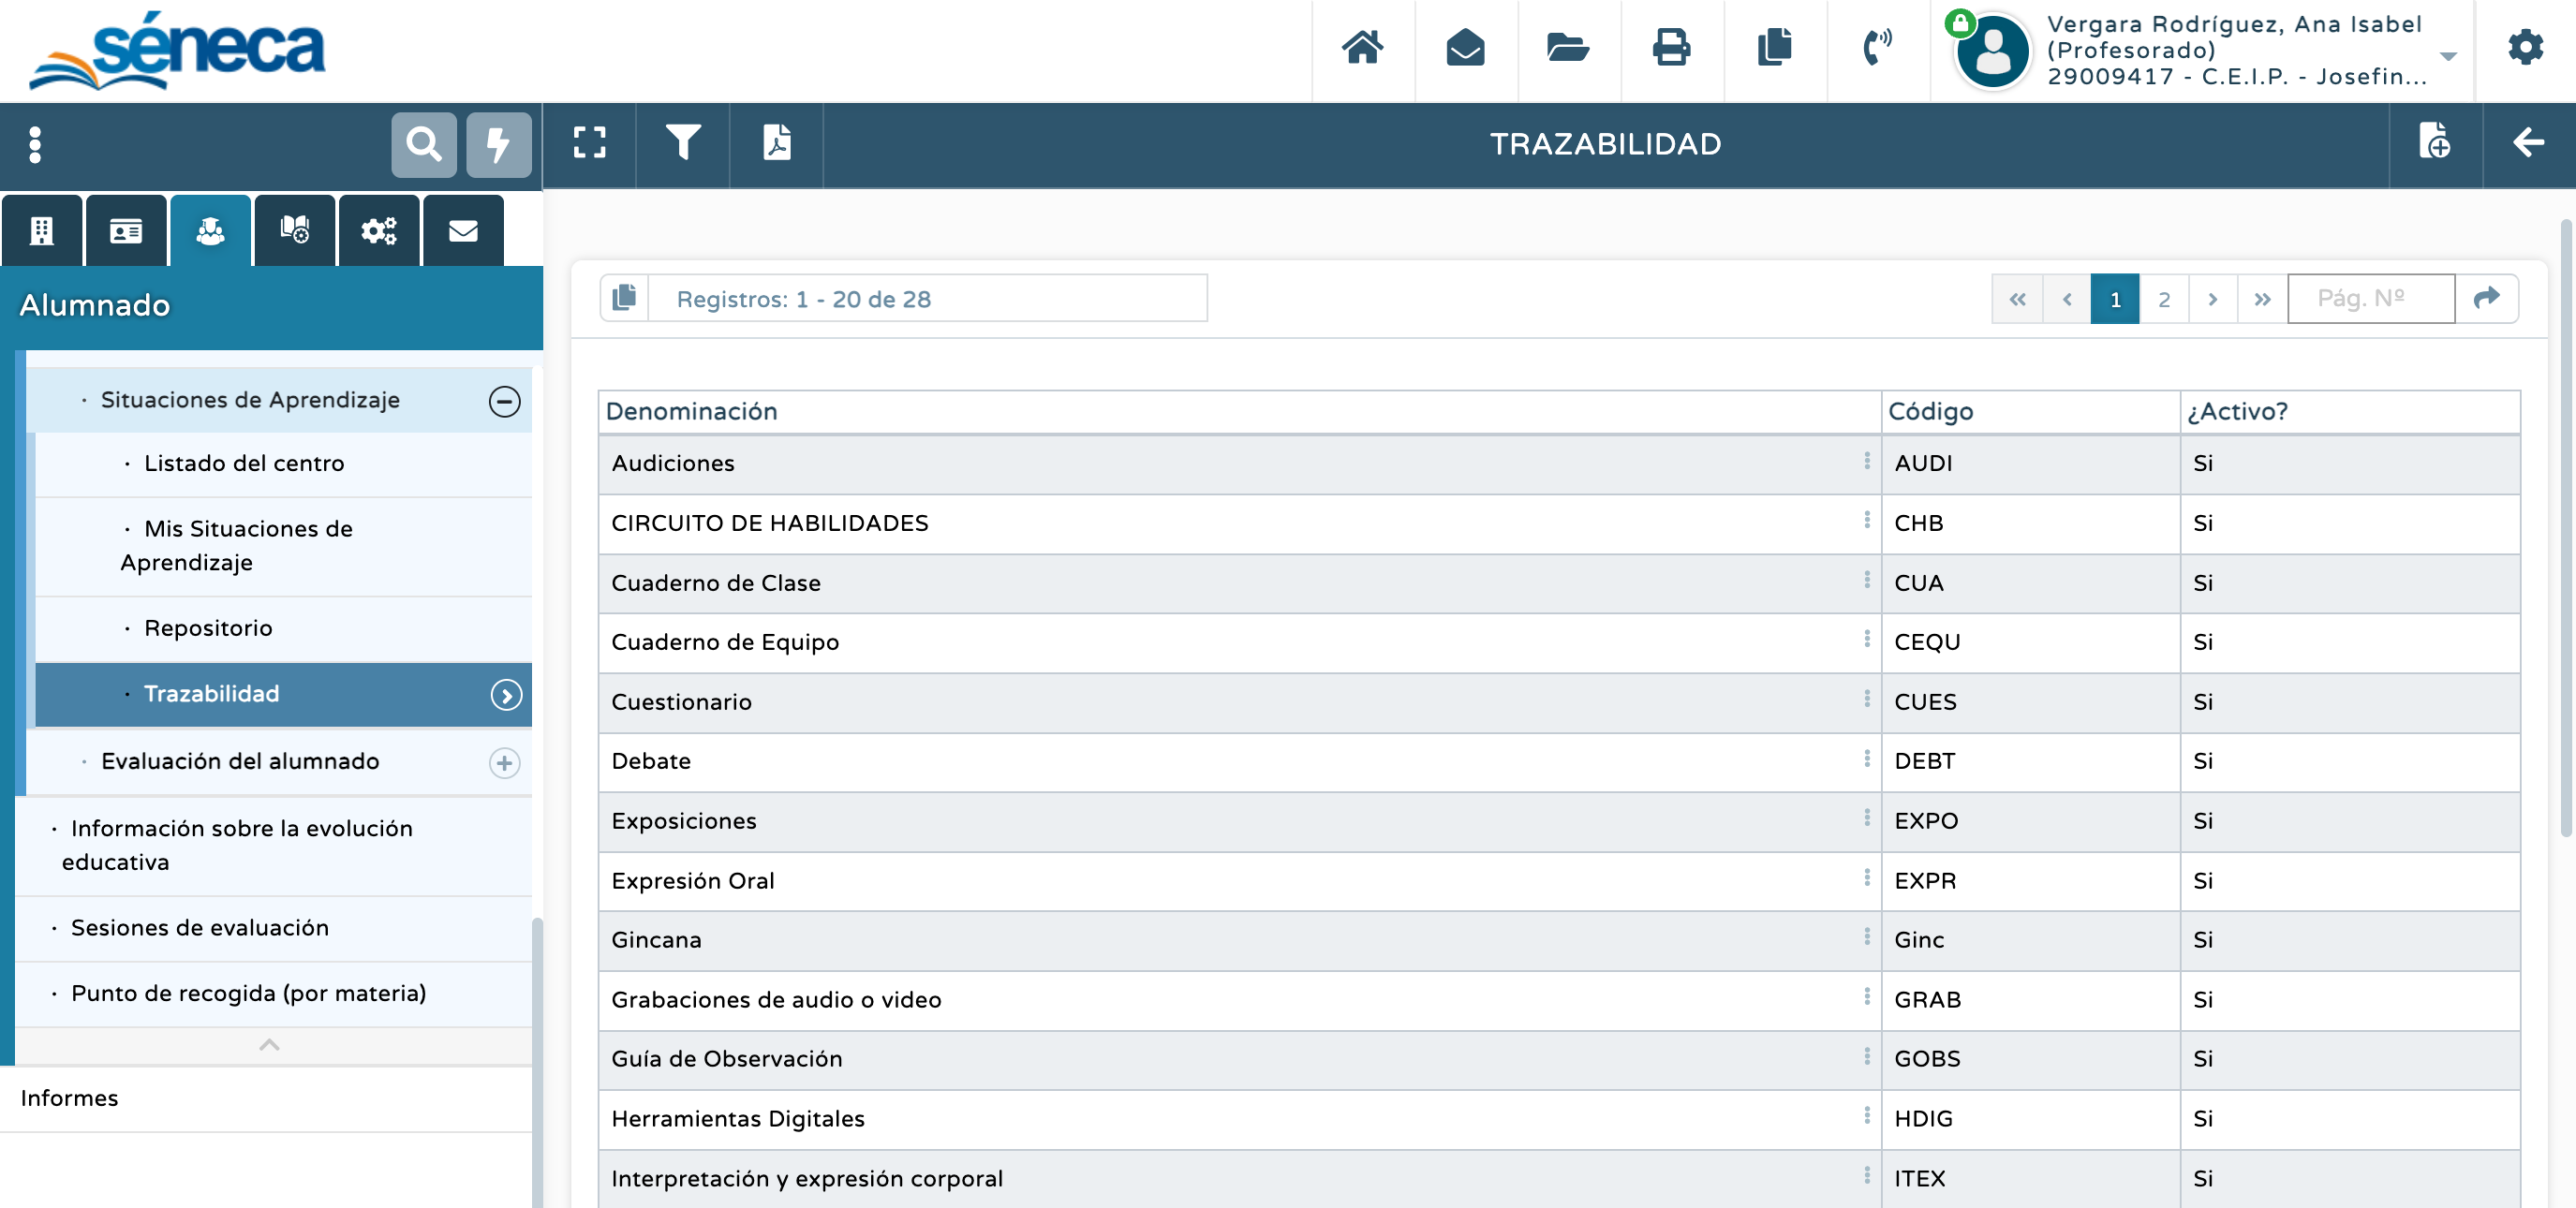 séneca
Vergara Rodríguez, Ana Isabel
(Profesorado)
29009417 - C.E.I.P. - Josefin...
TRAZABILIDAD
Alumnado
· Situaciones de Aprendizaje
· Listado del centro
· Mis Situaciones de
Aprendizaje
· Repositorio
· Trazabilidad
· Evaluación del alumnado
· Información sobre la evolución
educativa
· Sesiones de evaluación
· Punto de recogida (por materia)
Informes
Registros: 1 - 20 de 28
« ‹ 1 2 › » Pág. Nº
Denominación Código ¿Activo?
Audiciones AUDI Si
CIRCUITO DE HABILIDADES CHB Si
Cuaderno de Clase CUA Si
Cuaderno de Equipo CEQU Si
Cuestionario CUES Si
Debate DEBT Si
Exposiciones EXPO Si
Expresión Oral EXPR Si
Gincana Ginc Si
Grabaciones de audio o video GRAB Si
Guía de Observación GOBS Si
Herramientas Digitales HDIG Si
Interpretación y expresión corporal ITEX Si